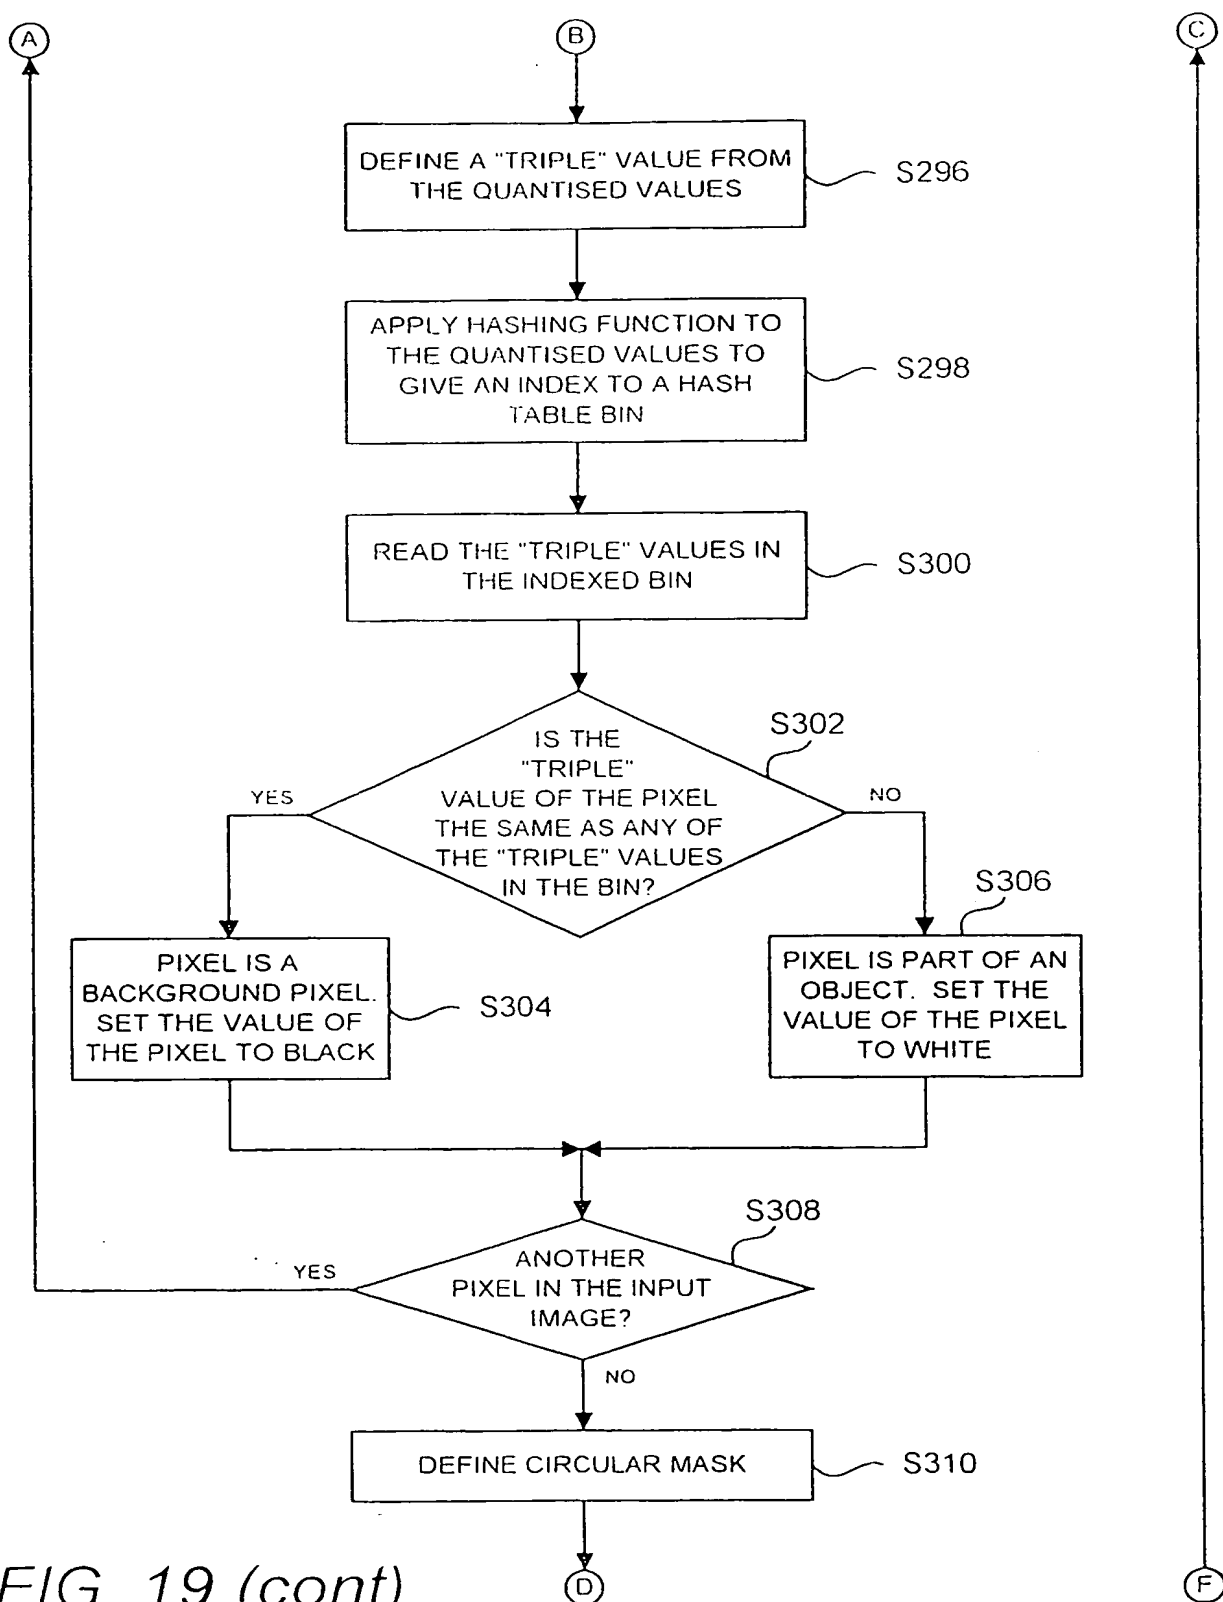 A
B
C
DEFINE A "TRIPLE" VALUE FROM
THE QUANTISED VALUES
S296
APPLY HASHING FUNCTION TO
THE QUANTISED VALUES TO
GIVE AN INDEX TO A HASH
TABLE BIN
S298
READ THE "TRIPLE" VALUES IN
THE INDEXED BIN
S300
S302
IS THE
"TRIPLE"
VALUE OF THE PIXEL
THE SAME AS ANY OF
THE "TRIPLE" VALUES
IN THE BIN?
YES
NO
PIXEL IS A
BACKGROUND PIXEL.
SET THE VALUE OF
THE PIXEL TO BLACK
S304
S306
PIXEL IS PART OF AN
OBJECT. SET THE
VALUE OF THE PIXEL
TO WHITE
S308
ANOTHER
PIXEL IN THE INPUT
IMAGE?
YES
NO
DEFINE CIRCULAR MASK
S310
FIG. 19 (cont)
D
F